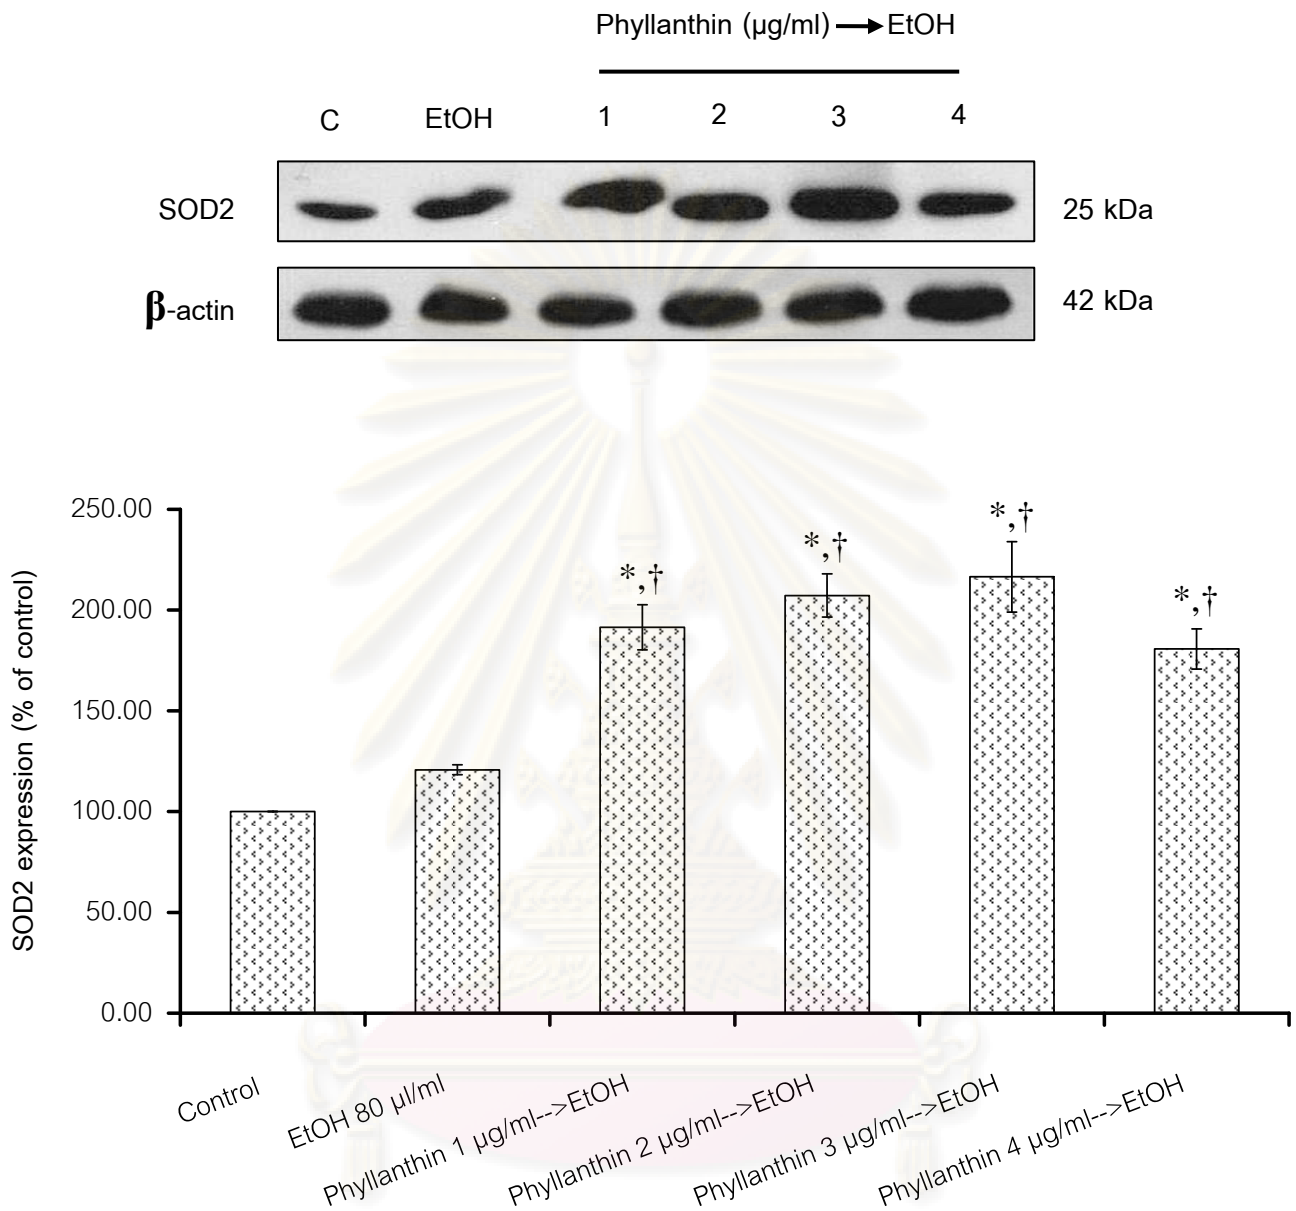 Phyllanthin (µg/ml) → EtOH
C EtOH 1 2 3 4
SOD2 25 kDa
β-actin 42 kDa
SOD2 expression (% of control)
250.00
200.00
150.00
100.00
50.00
0.00
*,†
*,†
*,†
*,†
Control
EtOH 80 µl/ml
Phyllanthin 1 µg/ml-->EtOH
Phyllanthin 2 µg/ml-->EtOH
Phyllanthin 3 µg/ml-->EtOH
Phyllanthin 4 µg/ml-->EtOH